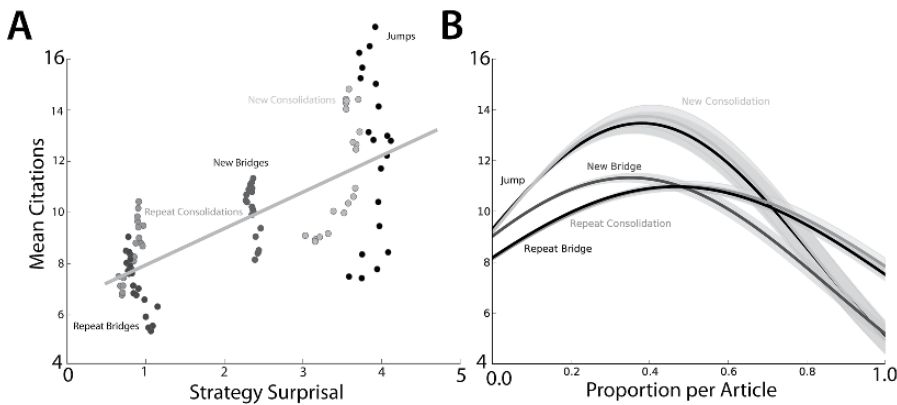 A
16
14
12
10
8
6
4
0.0
1
2
3
4
5
Mean Citations
Strategy Surprisal
Jumps
New Consolidations
New Bridges
Repeat Consolidations
Repeat Bridges
B
16
14
12
10
8
6
4
0.0
0.2
0.4
0.6
0.8
1.0
Proportion per Article
New Consolidation
New Bridge
Jump
Repeat Consolidation
Repeat Bridge